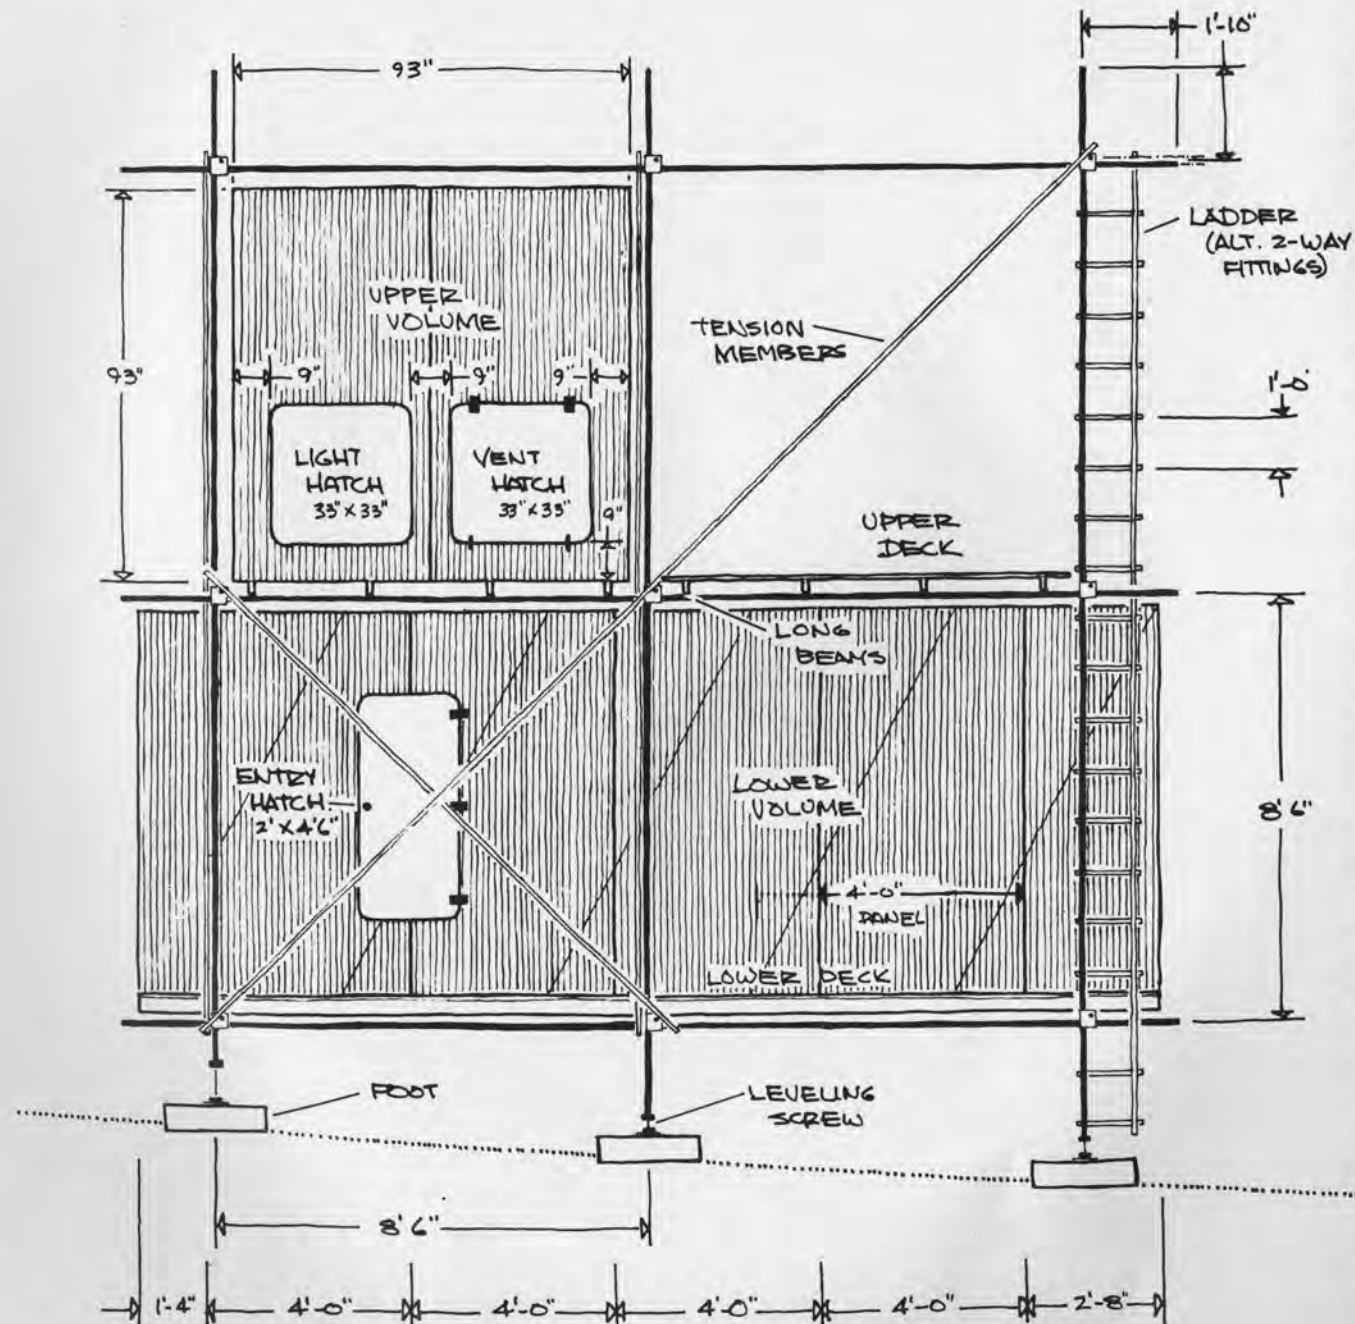 1'-10"
93"
LADDER
(ALT. 2-WAY
FITTINGS)
UPPER
VOLUME
TENSION
MEMBERS
93"
9"
9"
9"
1'-0
LIGHT
HATCH
33" X 33"
VENT
HATCH
33" X 33"
9"
UPPER
DECK
LONG
BEAMS
ENTRY
HATCH
2' X 4'6"
LOWER
VOLUME
8'6"
4'-0"
PANEL
LOWER DECK
FOOT
LEVELING
SCREW
8'6"
1'-4"
4'-0"
4'-0"
4'-0"
4'-0"
2'-8"